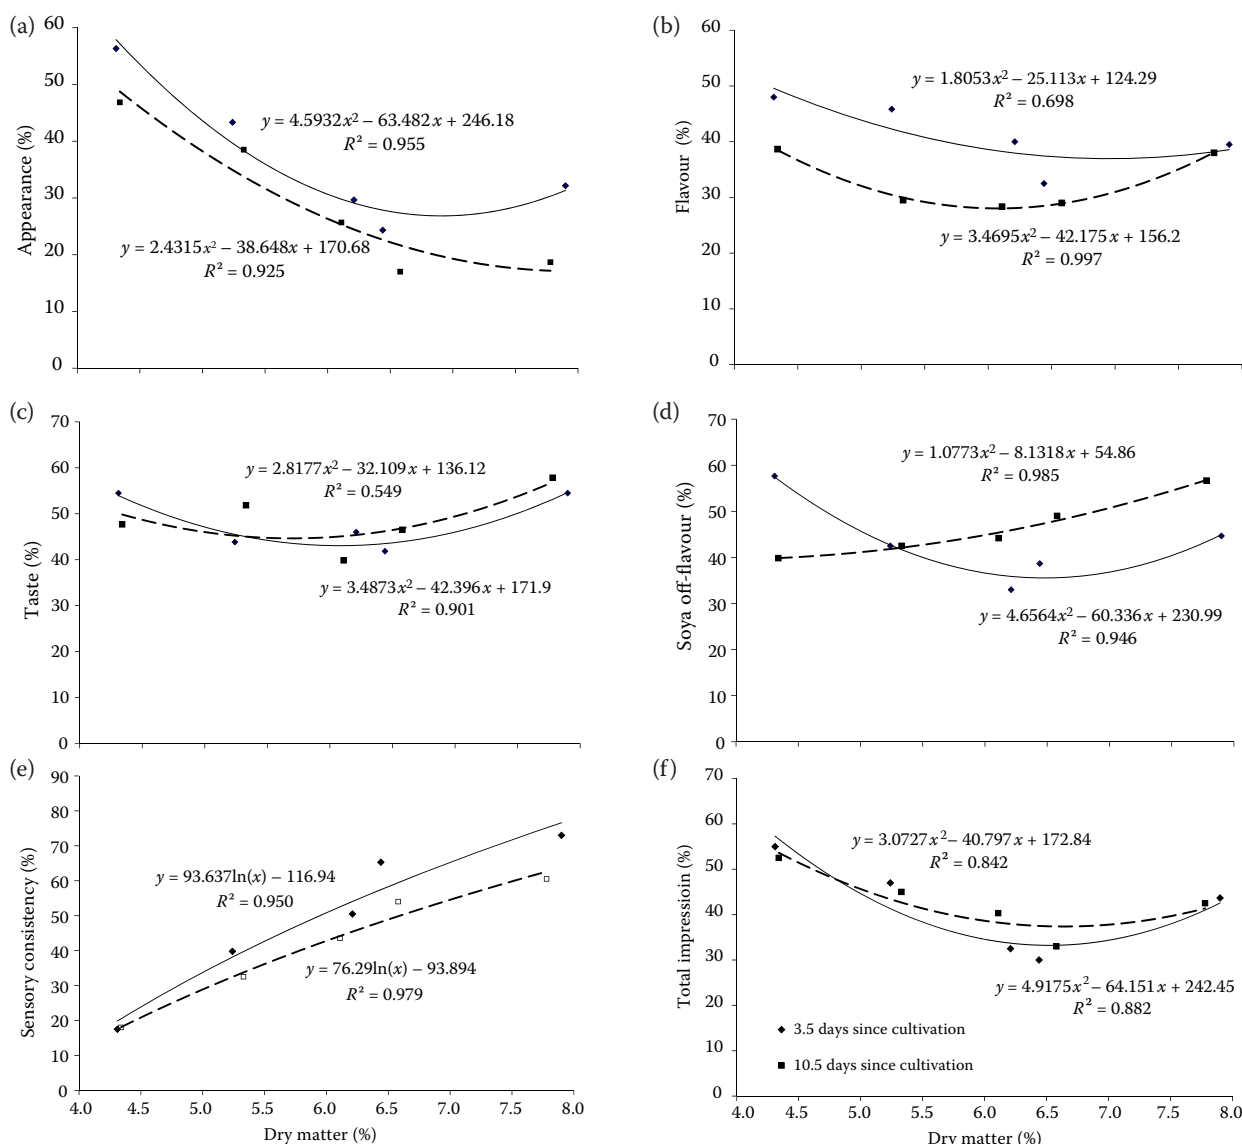 (a)
60
50
40
30
20
10
0
Appearance (%)
y = 4.5932x² – 63.482x + 246.18
R² = 0.955
y = 2.4315x² – 38.648x + 170.68
R² = 0.925
(b)
60
50
40
30
20
10
0
Flavour (%)
y = 1.8053x² – 25.113x + 124.29
R² = 0.698
y = 3.4695x² – 42.175x + 156.2
R² = 0.997
(c)
70
60
50
40
30
20
10
0
Taste (%)
y = 2.8177x² – 32.109x + 136.12
R² = 0.549
y = 3.4873x² – 42.396x + 171.9
R² = 0.901
(d)
70
60
50
40
30
20
10
0
Soya off-flavour (%)
y = 1.0773x² – 8.1318x + 54.86
R² = 0.985
y = 4.6564x² – 60.336x + 230.99
R² = 0.946
(e)
90
80
70
60
50
40
30
20
10
0
Sensory consistency (%)
y = 93.637ln(x) – 116.94
R² = 0.950
y = 76.29ln(x) – 93.894
R² = 0.979
4.0 4.5 5.0 5.5 6.0 6.5 7.0 7.5 8.0
Dry matter (%)
(f)
70
60
50
40
30
20
10
0
Total impressioin (%)
y = 3.0727x² – 40.797x + 172.84
R² = 0.842
y = 4.9175x² – 64.151x + 242.45
R² = 0.882
3.5 days since cultivation
10.5 days since cultivation
4.0 4.5 5.0 5.5 6.0 6.5 7.0 7.5 8.0
Dry matter (%)